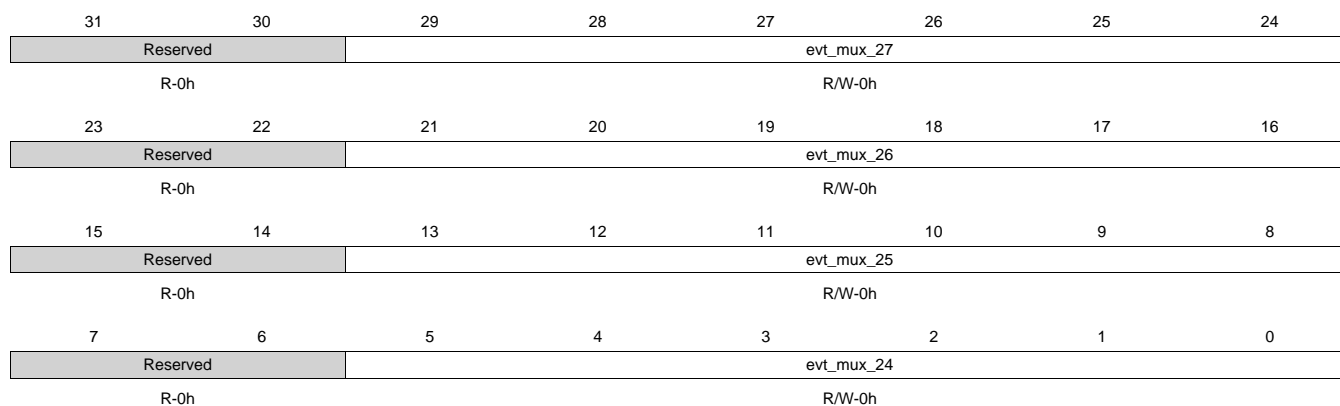 31 30 29 28 27 26 25 24
Reserved evt_mux_27
R-0h R/W-0h
23 22 21 20 19 18 17 16
Reserved evt_mux_26
R-0h R/W-0h
15 14 13 12 11 10 9 8
Reserved evt_mux_25
R-0h R/W-0h
7 6 5 4 3 2 1 0
Reserved evt_mux_24
R-0h R/W-0h